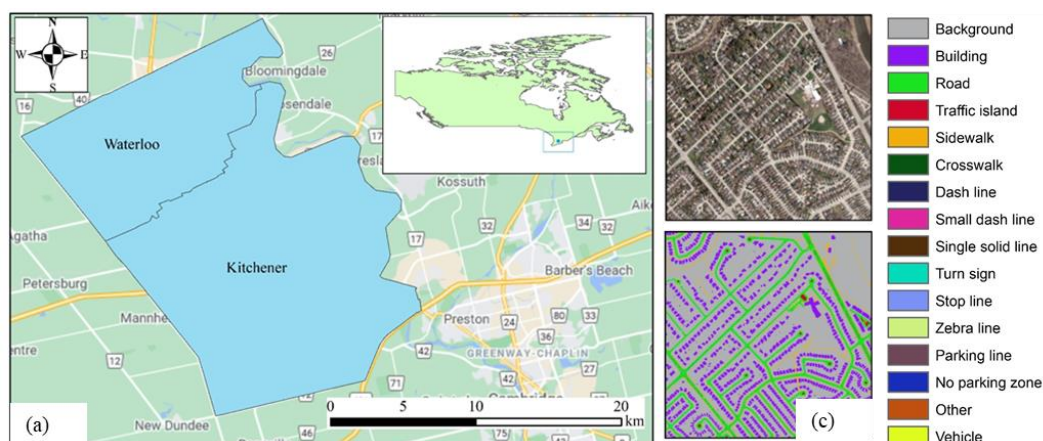 N
W
E
S
16
40
26
Bloomingdale
Waterloo
17
Kossuth
32
34
32
17
33
Kitchener
Barber's Beach
Petersburg
Preston
24
80
33
36
42
42
GREENWAY-CHAPLIN
12
71
New Dundee
0
5
10
20
km
(a)
(c)
Background
Building
Road
Traffic island
Sidewalk
Crosswalk
Dash line
Small dash line
Single solid line
Turn sign
Stop line
Zebra line
Parking line
No parking zone
Other
Vehicle